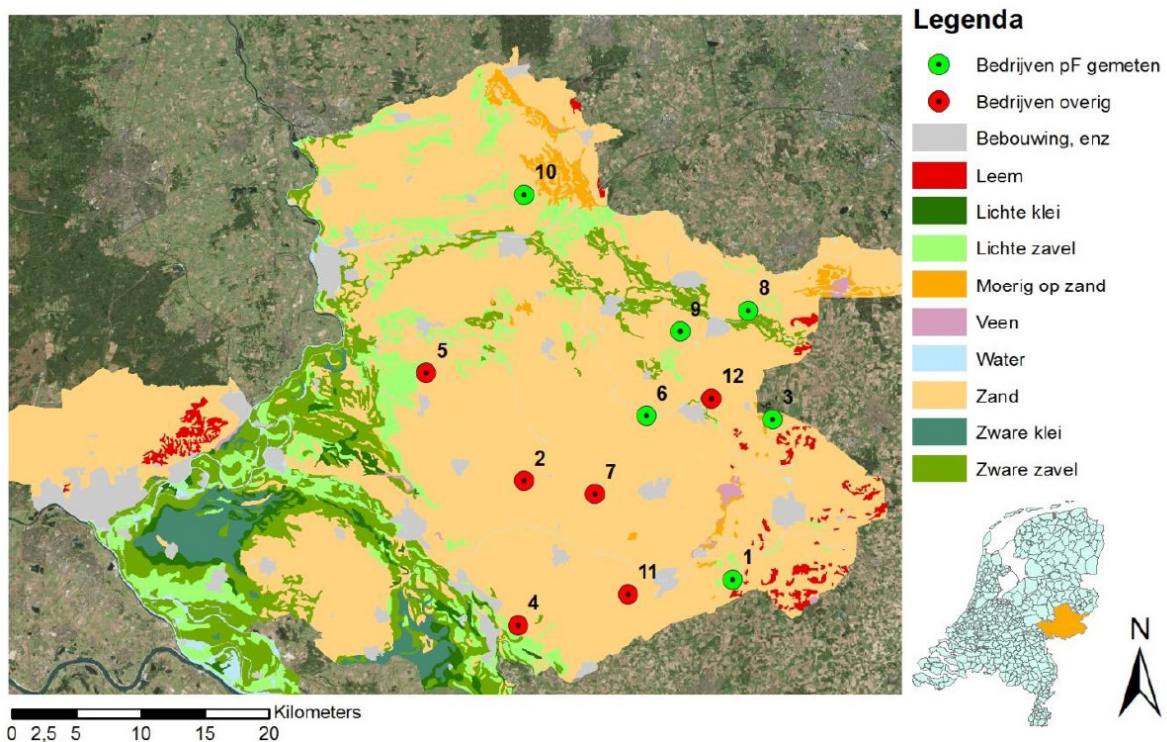 Legenda
Bedrijven pF gemeten
Bedrijven overig
Bebouwing, enz
Leem
Lichte klei
Lichte zavel
Moerig op zand
Veen
Water
Zand
Zware klei
Zware zavel
10
8
9
5
12
3
6
2
7
1
11
4
N
Kilometers
0 2,5 5 10 15 20